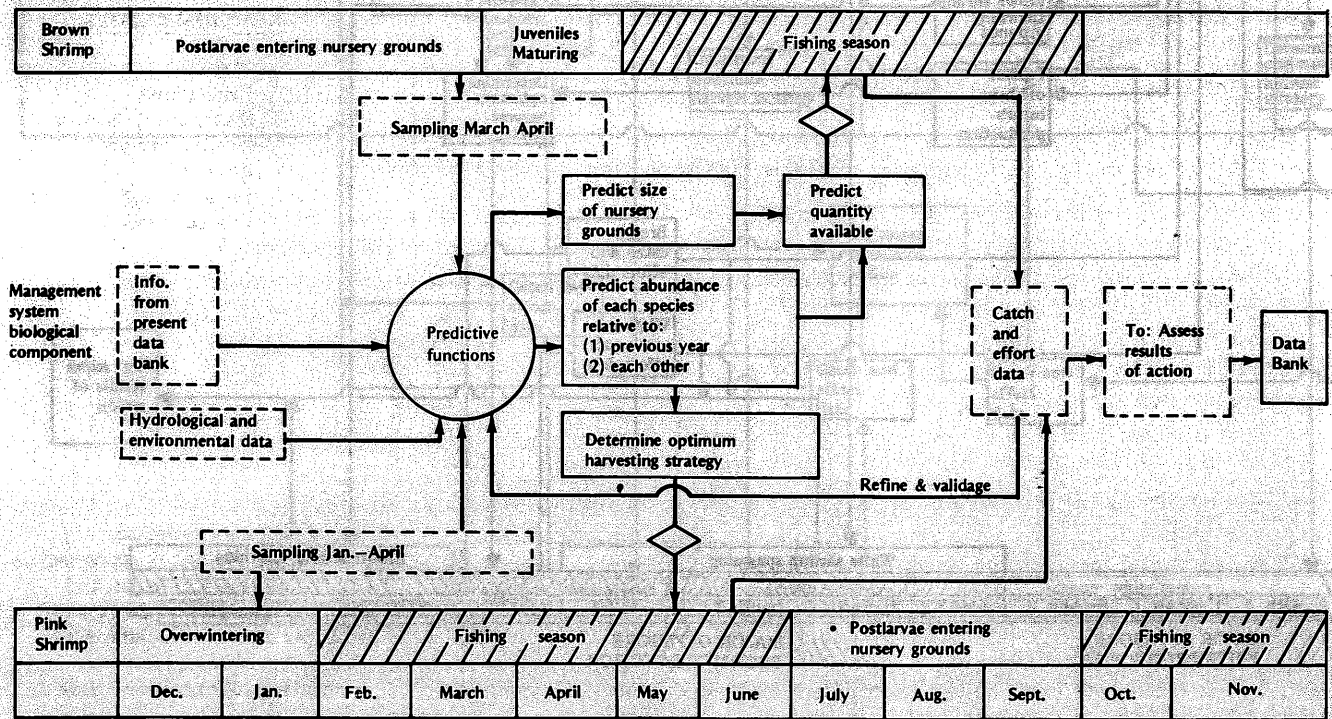 Brown
Shrimp
Postlarvae entering nursery grounds
Juveniles
Maturing
Fishing season
Sampling March April
Predict size
of nursery
grounds
Predict
quantity
available
Management
system
biological
component
Info.
from
present
data
bank
Predictive
functions
Predict abundance
of each species
relative to:
(1) previous year
(2) each other
Catch
and
effort
data
To: Assess
results
of action
Data
Bank
Hydrological and
environmental data
Determine optimum
harvesting strategy
Refine & validage
Sampling Jan.—April
Pink
Shrimp
Overwintering
Fishing season
• Postlarvae entering
nursery grounds
Fishing season
Dec. Jan. Feb. March April May June July Aug. Sept. Oct. Nov.